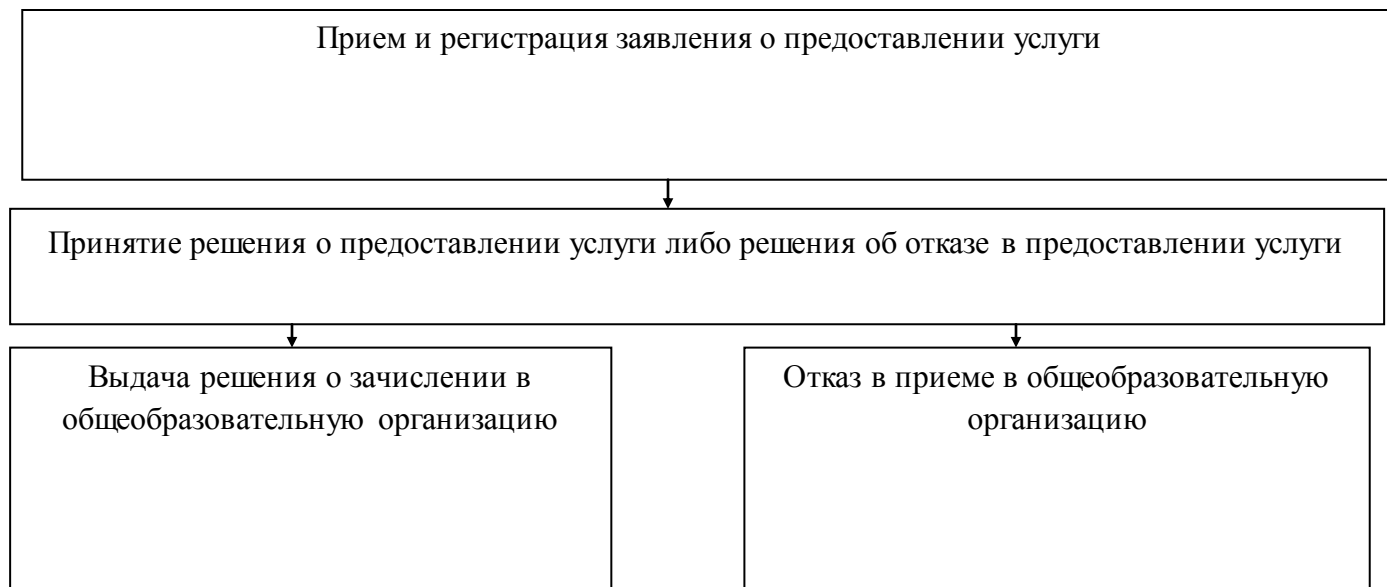 Прием и регистрация заявления о предоставлении услуги
Принятие решения о предоставлении услуги либо решения об отказе в предоставлении услуги
Выдача решения о зачислении в
общеобразовательную организацию
Отказ в приеме в общеобразовательную
организацию